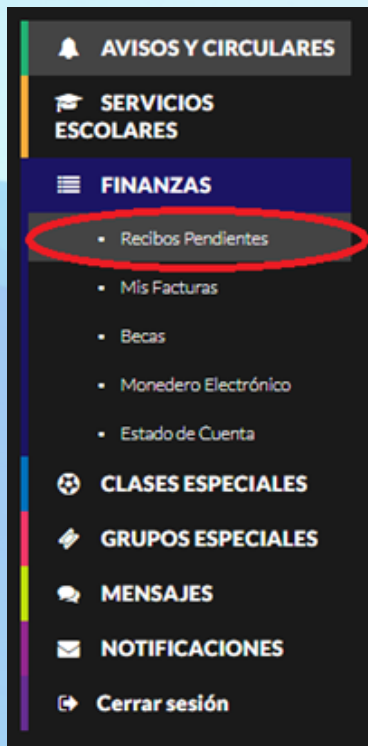 AVISOS Y CIRCULARES
SERVICIOS
ESCOLARES
FINANZAS
Recibos Pendientes
Mis Facturas
Becas
Monedero Electrónico
Estado de Cuenta
CLASES ESPECIALES
GRUPOS ESPECIALES
MENSAJES
NOTIFICACIONES
Cerrar sesión